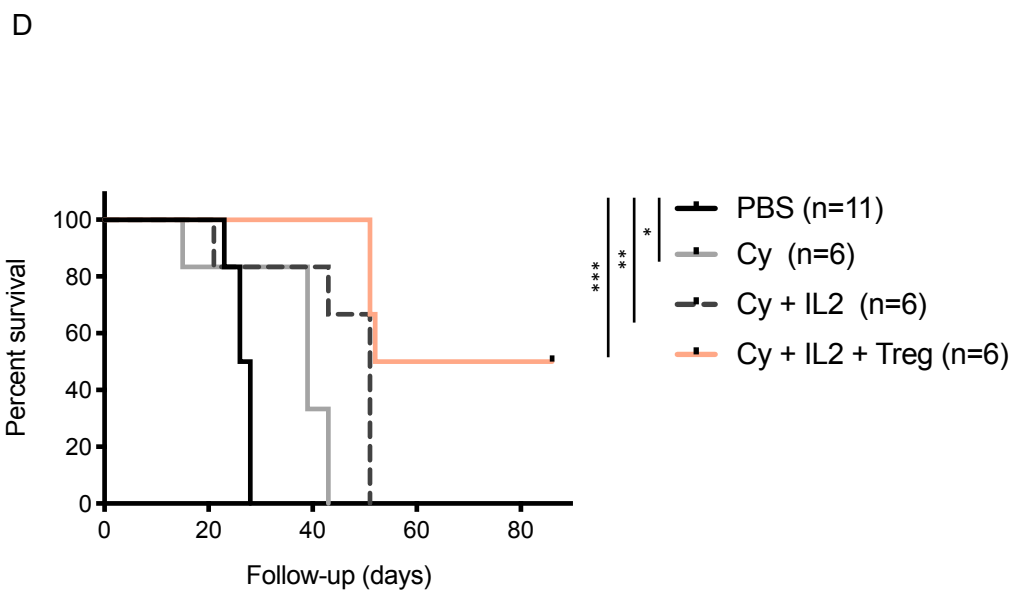 D
Percent survival
100
80
60
40
20
0
0 20 40 60 80
Follow-up (days)
***
**
*
PBS (n=11)
Cy (n=6)
Cy + IL2 (n=6)
Cy + IL2 + Treg (n=6)